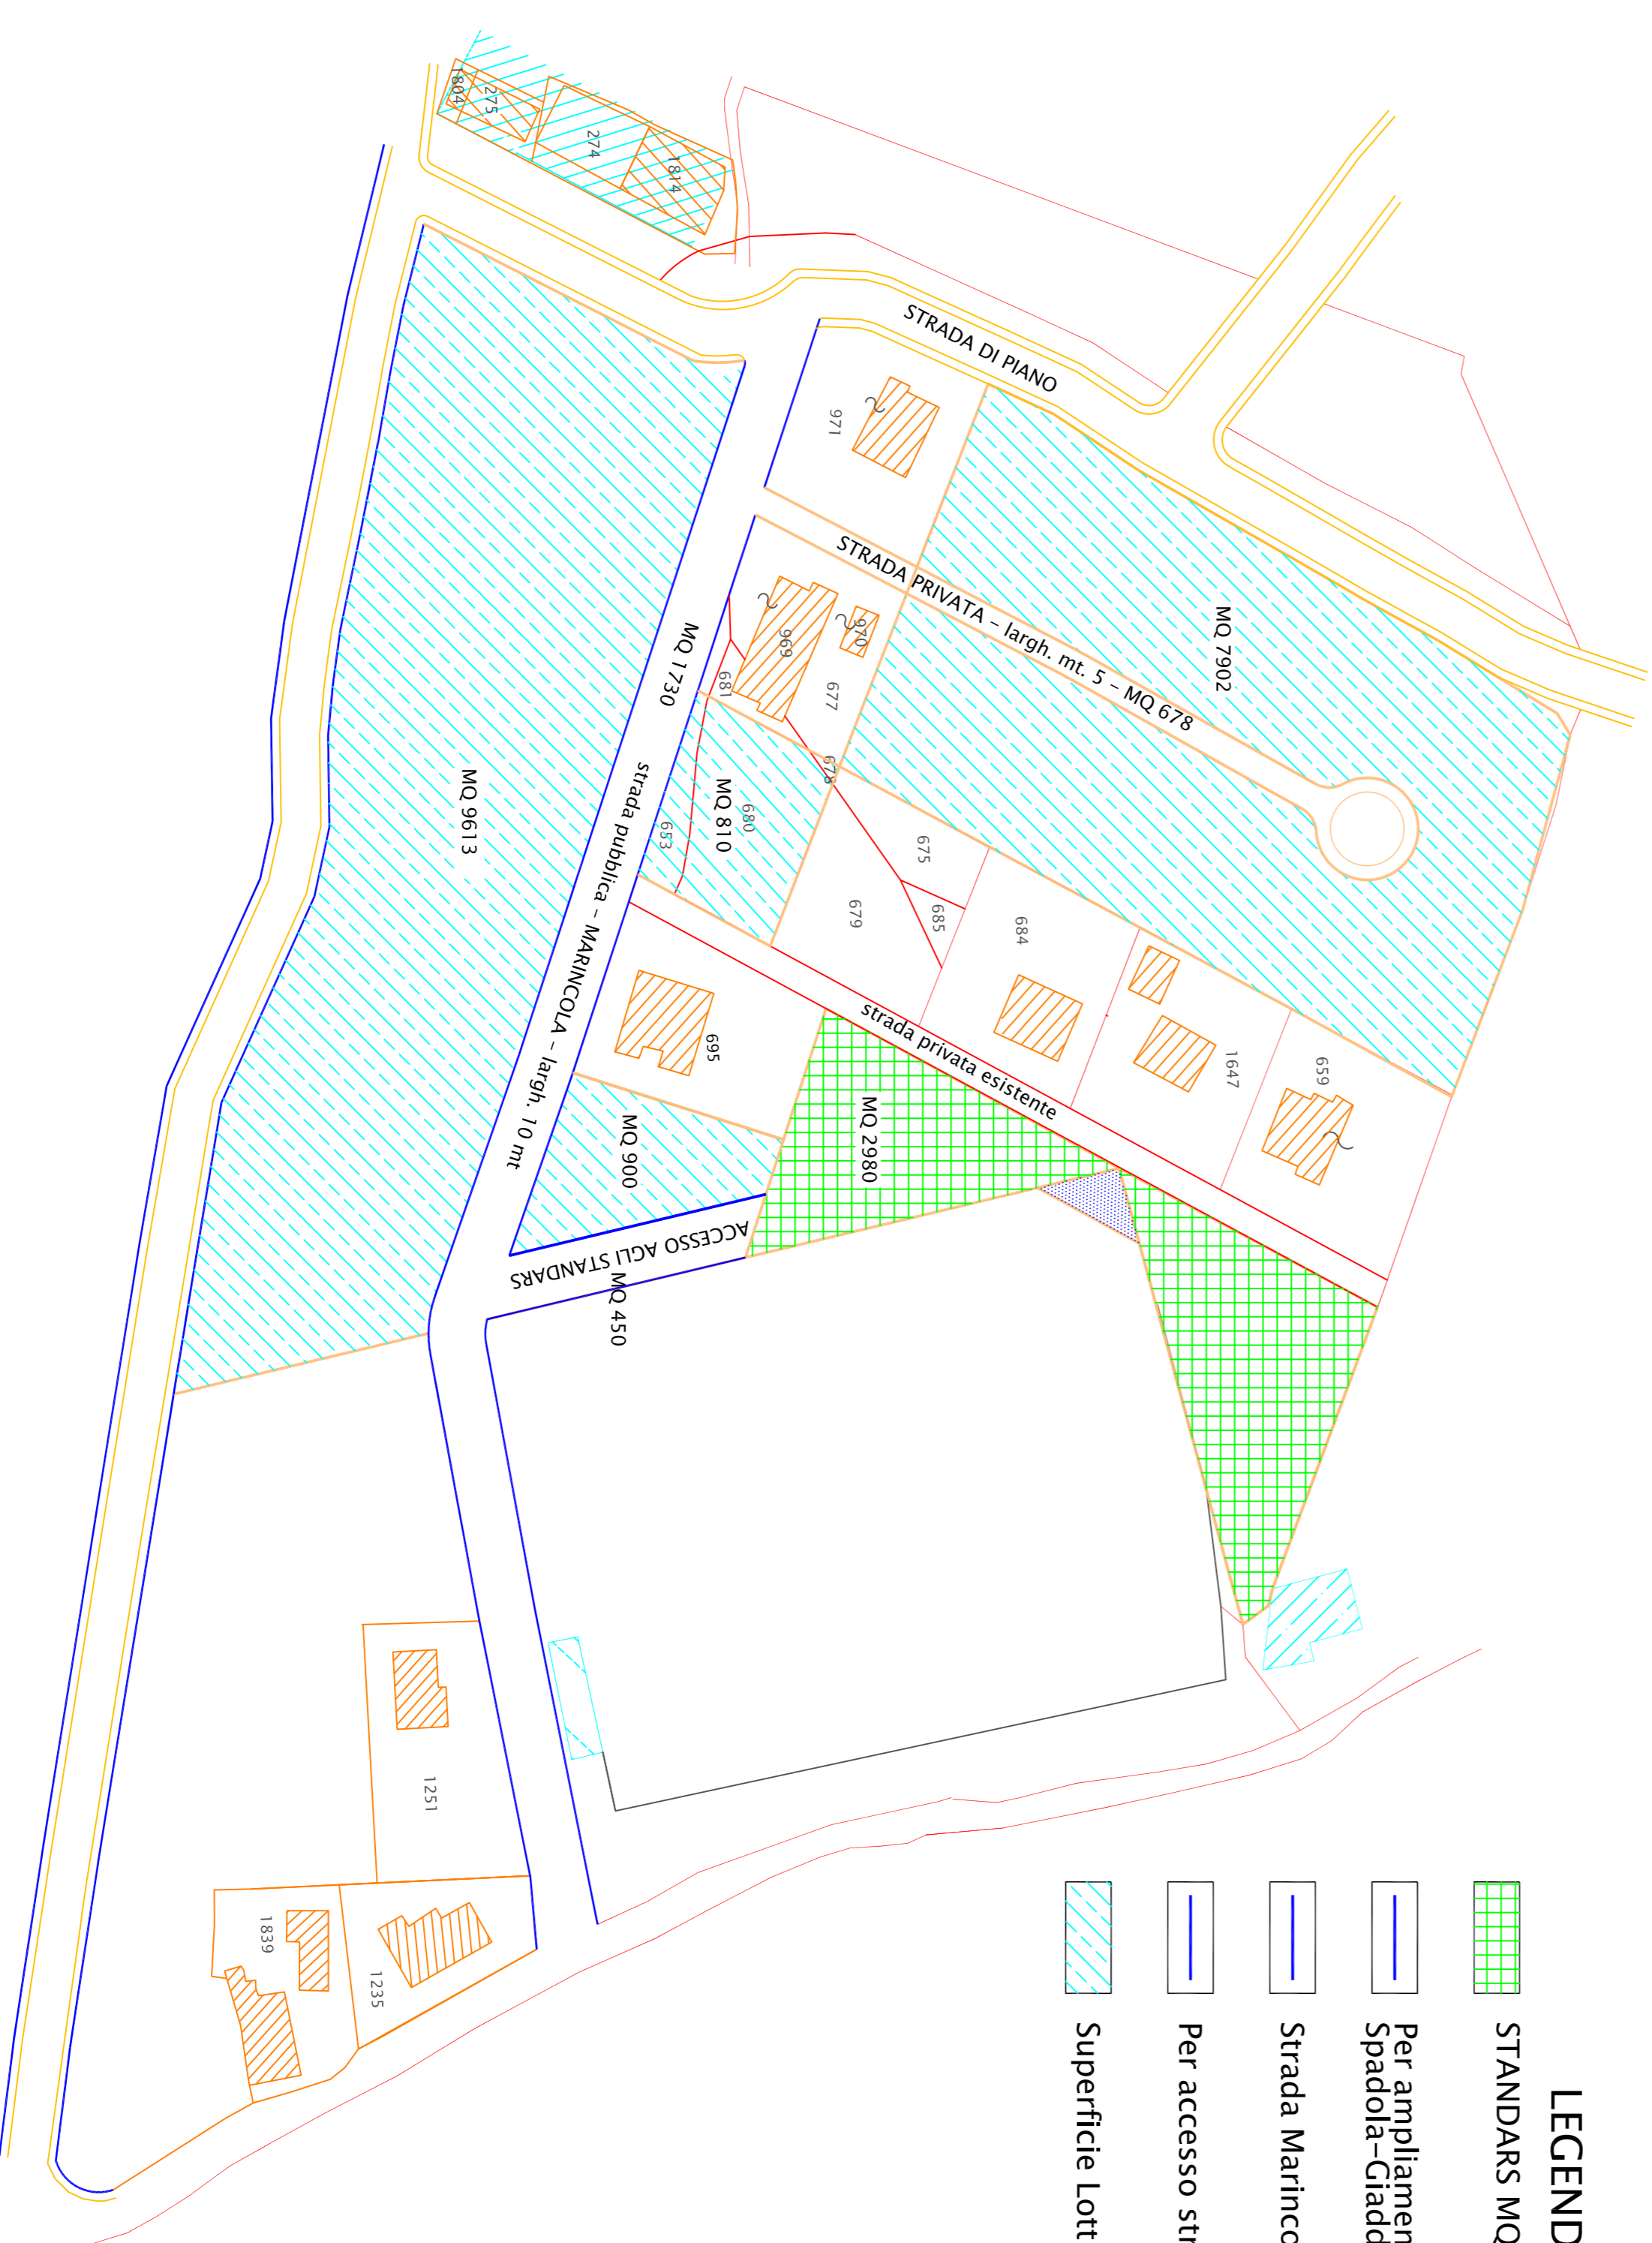 1804
275
274
1814
STRADA DI PIANO
971
STRADA PRIVATA – largh. mt. 5 – MQ 678
MQ 7902
970
969
677
681
678
MQ 1730
strada pubblica – MARINCOLA – largh. 10 mt
MQ 810
680
653
MQ 9613
675
685
679
684
1647
659
strada privata esistente
695
MQ 2980
MQ 900
ACCESSO AGLI STANDARS
MQ 450
1251
1839
1235
LEGEND
STANDARS MQ
Per ampliamen
Spadola–Giadd
Strada Marinco
Per accesso str
Superficie Lott